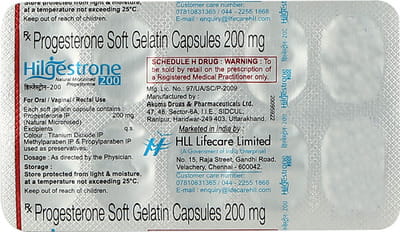 Store protected from light & moisture,
at a temperature not exceeding 25°C.
Keep out of reach of children.
Customer care number:
07810831365 / 044 - 2255 1868
E-mail : enquiry@lifecarehll.com
Rx Progesterone Soft Gelatin Capsules 200 mg
Hilgestrone
200
Natural Micronised
Progesterone
हिलजेस्ट्रोन-200
For Oral / Vaginal / Rectal Use
Each soft gelatin capsule contains :
Progesterone IP 200 mg
(Natural Micronised)
Excipients q.s.
Colour : Titanium Dioxide IP
Methylparaben IP & Propylparaben IP
used as preservatives.
Dosage : As directed by the Physician.
Storage
Store protected from light & moisture,
at a temperature not exceeding 25°C.
Keep out of reach of children.
SCHEDULE H DRUG : WARNING : To
be sold by retail on the prescription of
a Registered Medical Practitioner only.
Mfg. Lic. No.: 97/UA/SC/P-2009
Manufactured by :
Akums Drugs & Pharmaceuticals Ltd.
47, 48, Sector-6A, I.I.E., SIDCUL,
Ranipur, Haridwar-249 403, Uttarakhand.
Marketed in India by :
HLL Lifecare Limited
(A Government of India Enterprise)
No. 15, Raja Street, Gandhi Road,
Velachery, Chennai - 600042.
Customer care number:
07810831365 / 044 - 2255 1868
E-mail : enquiry@lifecarehll.com
Rx Progesterone Soft Gelatin Capsules 200 mg